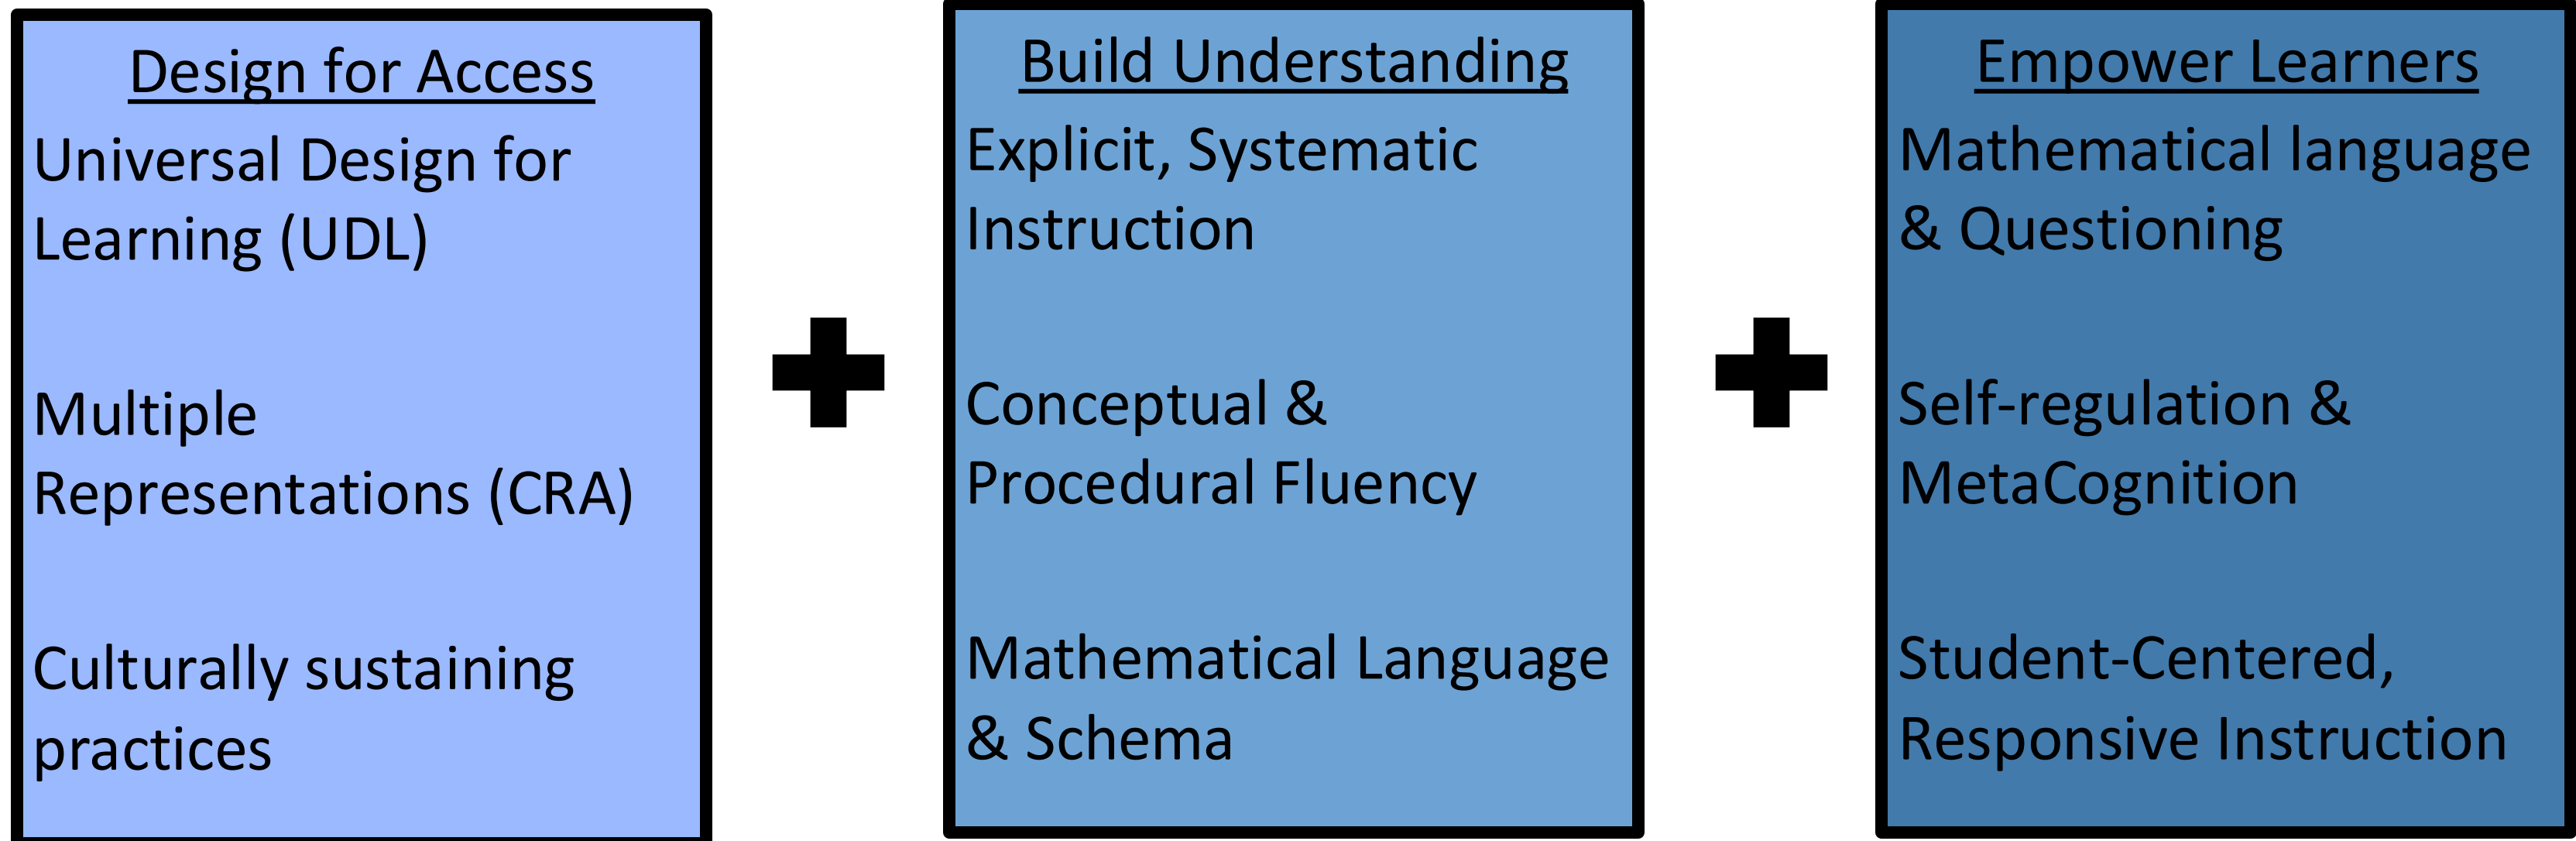 Design for Access
Universal Design for
Learning (UDL)
Multiple
Representations (CRA)
Culturally sustaining
practices
Build Understanding
Explicit, Systematic
Instruction
Conceptual &
Procedural Fluency
Mathematical Language
& Schema
Empower Learners
Mathematical language
& Questioning
Self-regulation &
MetaCognition
Student-Centered,
Responsive Instruction